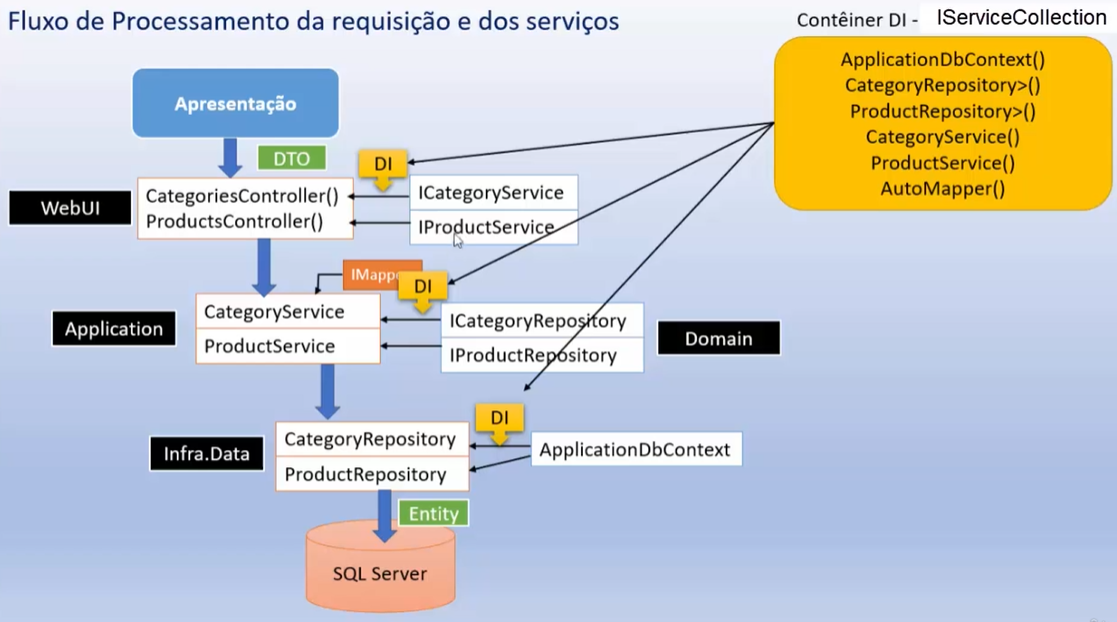 Fluxo de Processamento da requisição e dos serviços
Contêiner DI - IServiceCollection
ApplicationDbContext()
CategoryRepository>()
ProductRepository>()
CategoryService()
ProductService()
AutoMapper()
Apresentação
DTO
DI
WebUI
CategoriesController()
ProductsController()
ICategoryService
IProductService
IMappe
DI
Application
CategoryService
ProductService
ICategoryRepository
IProductRepository
Domain
DI
Infra.Data
CategoryRepository
ProductRepository
ApplicationDbContext
Entity
SQL Server